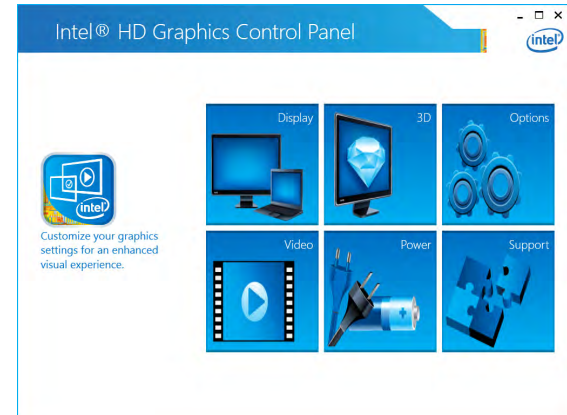 Intel® HD Graphics Control Panel
intel
Display
3D
Options
intel
Customize your graphics
settings for an enhanced
visual experience.
Video
Power
Support